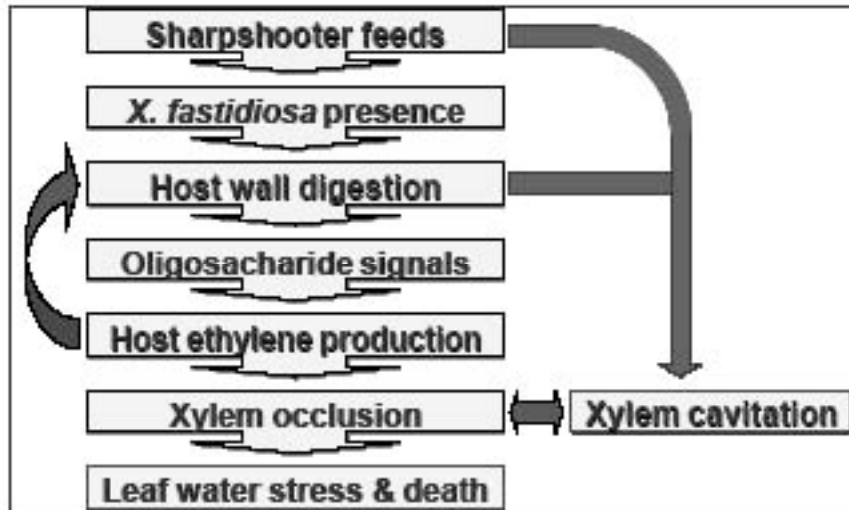 Sharpshooter feeds
X. fastidiosa presence
Host wall digestion
Oligosacharide signals
Host ethylene production
Xylem occlusion
Xylem cavitation
Leaf water stress & death